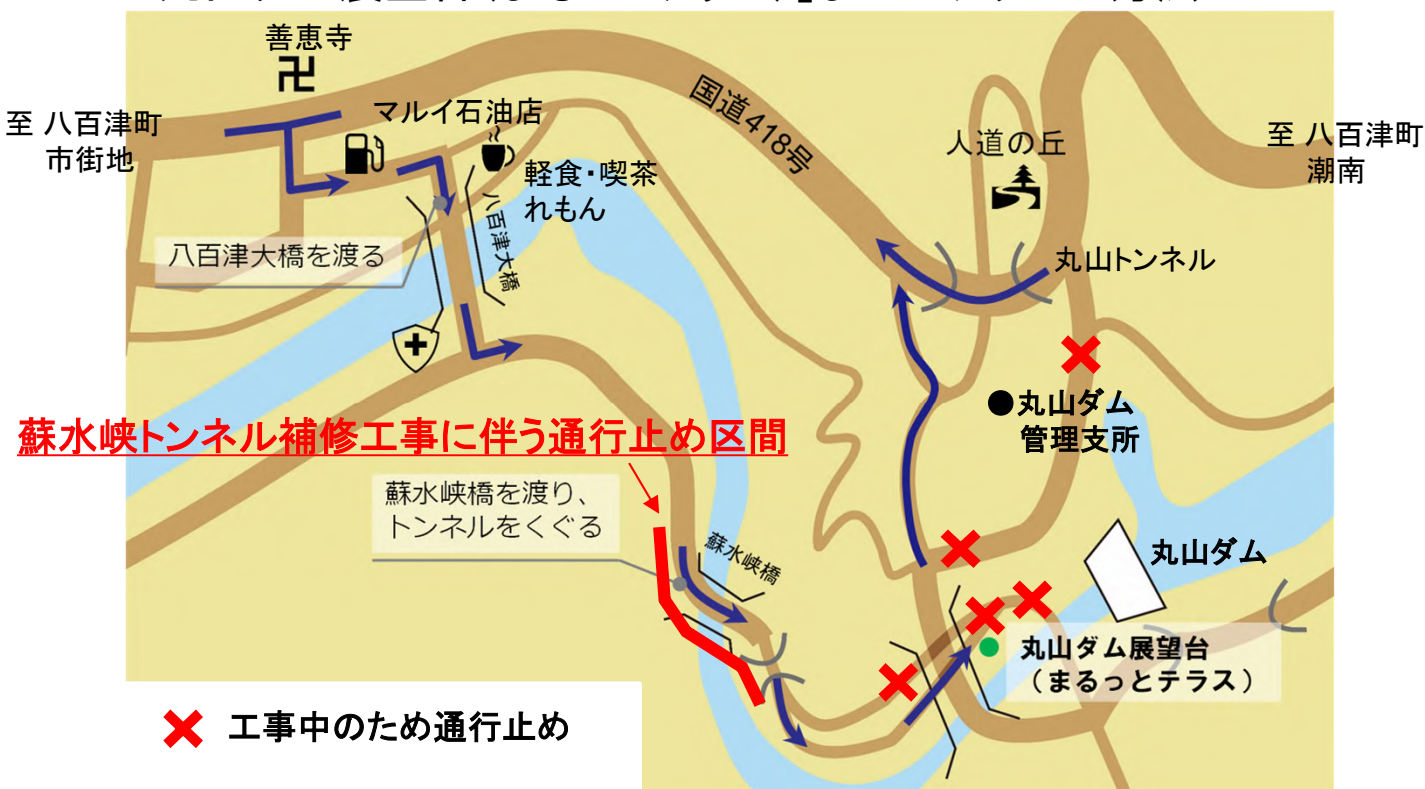 善恵寺
至 八百津町
市街地
マルイ石油店
軽食・喫茶
れもん
八百津大橋
八百津大橋を渡る
国道418号
人道の丘
至 八百津町
潮南
丸山トンネル
●丸山ダム
管理支所
蘇水峡トンネル補修工事に伴う通行止め区間
蘇水峡橋を渡り、
トンネルをくぐる
蘇水峡橋
丸山ダム
丸山ダム展望台
（まるっとテラス）
工事中のため通行止め